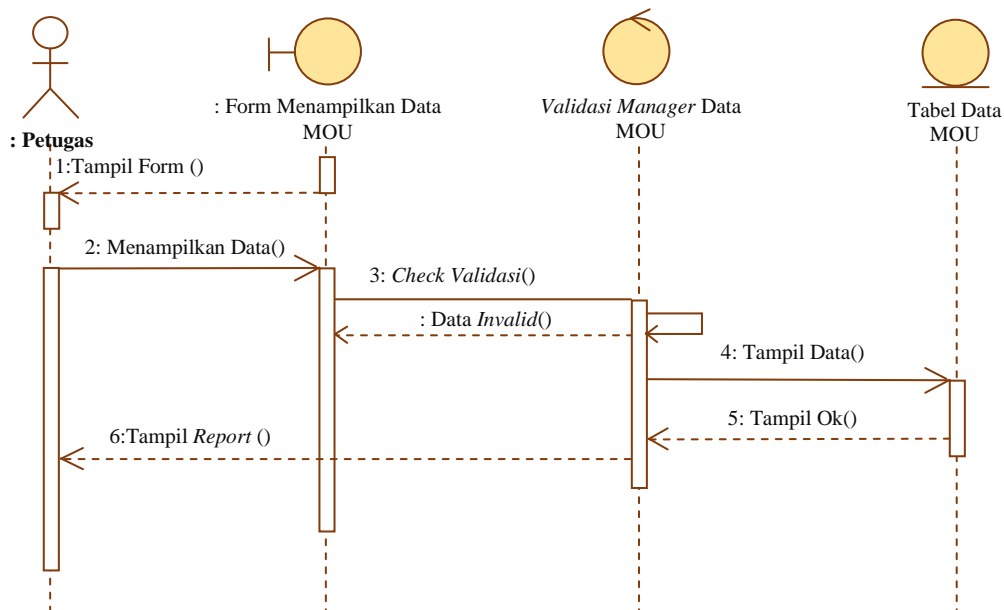 : Petugas
: Form Menampilkan Data
MOU
Validasi Manager Data
MOU
Tabel Data
MOU
1:Tampil Form ()
2: Menampilkan Data()
3: Check Validasi()
: Data Invalid()
4: Tampil Data()
5: Tampil Ok()
6:Tampil Report ()